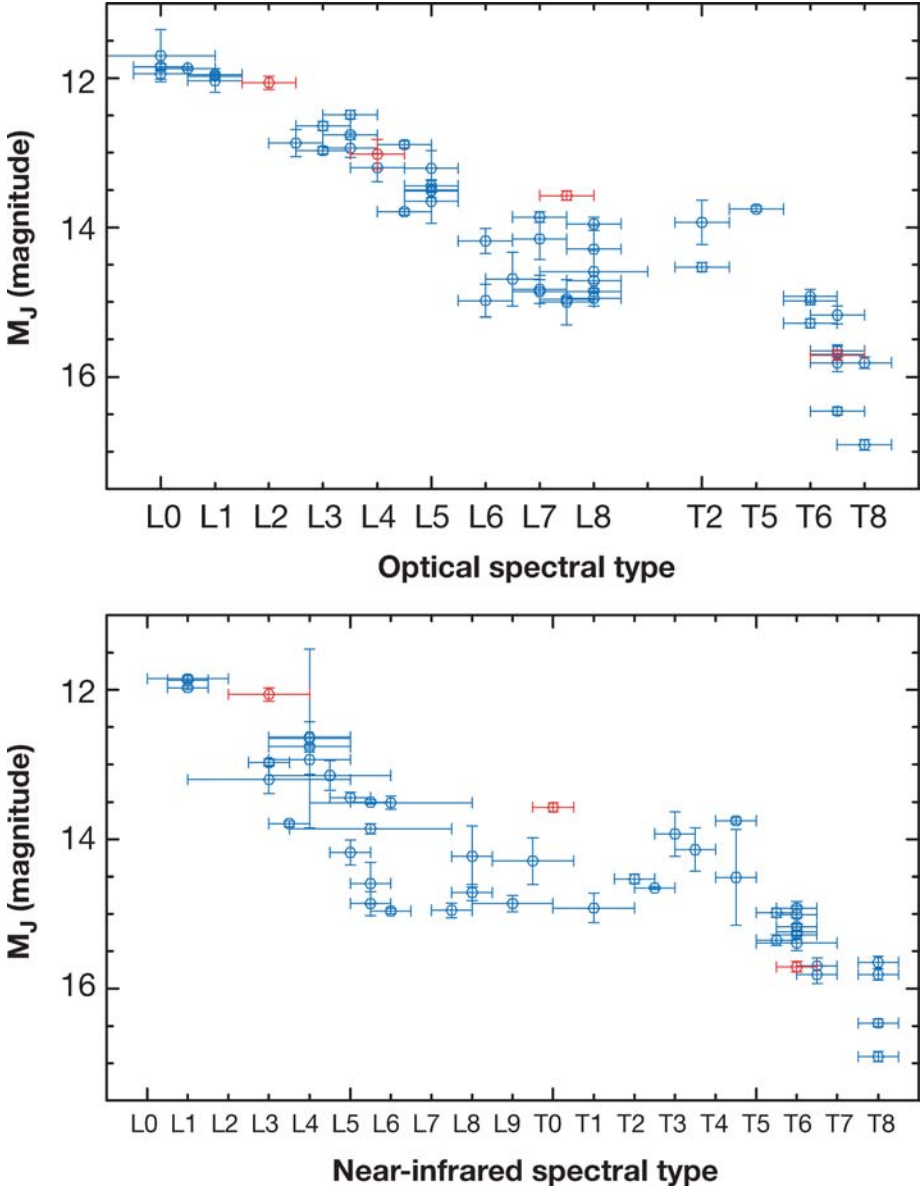 12
14
16
M_J (magnitude)
L0 L1 L2 L3 L4 L5 L6 L7 L8 T2 T5 T6 T8
Optical spectral type
12
14
16
M_J (magnitude)
L0 L1 L2 L3 L4 L5 L6 L7 L8 L9 T0 T1 T2 T3 T4 T5 T6 T7 T8
Near-infrared spectral type